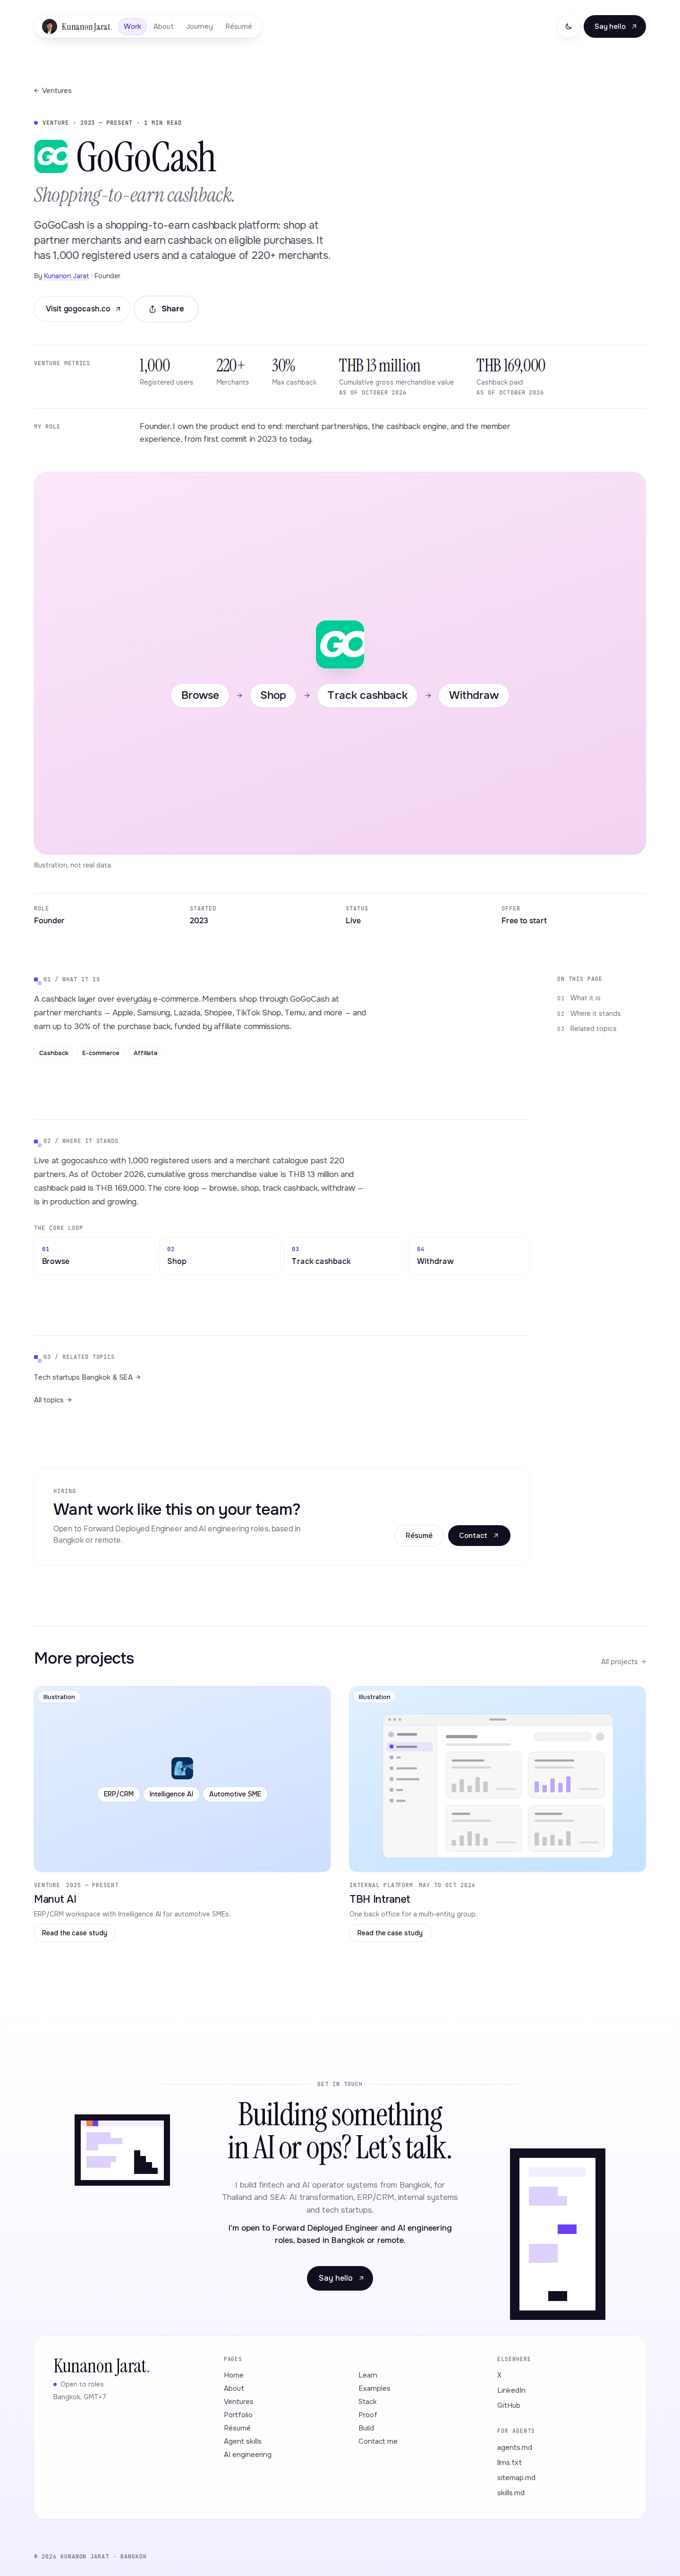 Kunanon Jarat.
Work
About
Journey
Résumé
Say hello ↗
← Ventures
VENTURE · 2023 — PRESENT · 1 MIN READ
GO
GoGoCash
Shopping-to-earn cashback.
GoGoCash is a shopping-to-earn cashback platform: shop at
partner merchants and earn cashback on eligible purchases. It
has 1,000 registered users and a catalogue of 220+ merchants.
By Kunanon Jarat · Founder
Visit gogocash.co ↗
Share
VENTURE METRICS
1,000
Registered users
220+
Merchants
30%
Max cashback
THB 13 million
Cumulative gross merchandise value
AS OF OCTOBER 2026
THB 169,000
Cashback paid
AS OF OCTOBER 2026
MY ROLE
Founder. I own the product end to end: merchant partnerships, the cashback engine, and the member
experience, from first commit in 2023 to today.
GO
Browse → Shop → Track cashback → Withdraw
Illustration, not real data.
ROLE
Founder
STARTED
2023
STATUS
Live
OFFER
Free to start
01 / WHAT IT IS
A cashback layer over everyday e-commerce. Members shop through GoGoCash at
partner merchants — Apple, Samsung, Lazada, Shopee, TikTok Shop, Temu, and more — and
earn up to 30% of the purchase back, funded by affiliate commissions.
Cashback
E-commerce
Affiliate
ON THIS PAGE
01 What it is
02 Where it stands
03 Related topics
02 / WHERE IT STANDS
Live at gogocash.co with 1,000 registered users and a merchant catalogue past 220
partners. As of October 2026, cumulative gross merchandise value is THB 13 million and
cashback paid is THB 169,000. The core loop — browse, shop, track cashback, withdraw —
is in production and growing.
THE CORE LOOP
01
Browse
02
Shop
03
Track cashback
04
Withdraw
03 / RELATED TOPICS
Tech startups Bangkok & SEA →
All topics →
HIRING
Want work like this on your team?
Open to Forward Deployed Engineer and AI engineering roles, based in
Bangkok or remote.
Résumé
Contact ↗
More projects
All projects →
Illustration
ERP/CRM
Intelligence AI
Automotive SME
VENTURE 2025 — PRESENT
Manut AI
ERP/CRM workspace with Intelligence AI for automotive SMEs.
Read the case study
Illustration
INTERNAL PLATFORM MAY TO OCT 2026
TBH Intranet
One back office for a multi-entity group.
Read the case study
GET IN TOUCH
Building something
in AI or ops? Let's talk.
I build fintech and AI operator systems from Bangkok, for
Thailand and SEA: AI transformation, ERP/CRM, internal systems
and tech startups.
I'm open to Forward Deployed Engineer and AI engineering
roles, based in Bangkok or remote.
Say hello ↗
Kunanon Jarat.
Open to roles
Bangkok, GMT+7
PAGES
Home
About
Ventures
Portfolio
Résumé
Agent skills
AI engineering
Learn
Examples
Stack
Proof
Build
Contact me
ELSEWHERE
X
LinkedIn
GitHub
FOR AGENTS
agents.md
llms.txt
sitemap.md
skills.md
© 2026 KUNANON JARAT · BANGKOK